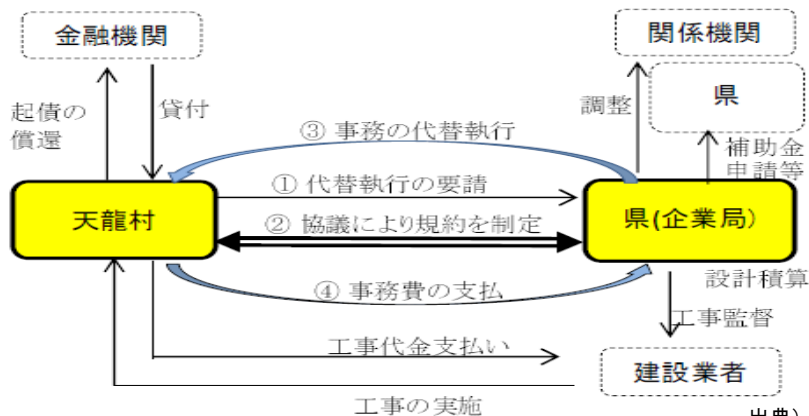 金融機関
関係機関
県
起債の
償還
貸付
調整
補助金
申請等
③ 事務の代替執行
① 代替執行の要請
天龍村
② 協議により規約を制定
県(企業局)
④ 事務費の支払
設計積算
工事監督
工事代金支払い
建設業者
工事の実施